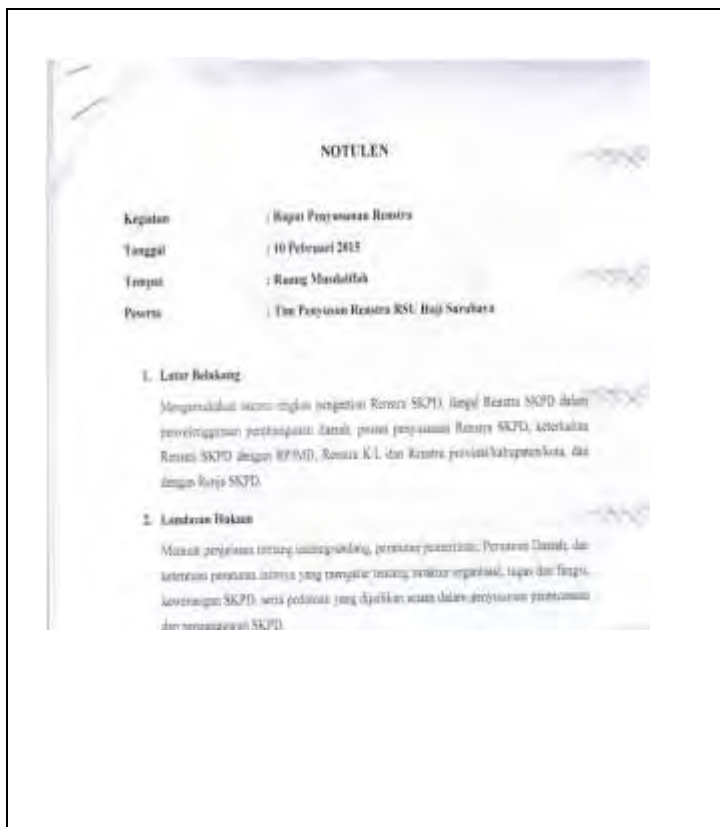 NOTULEN
Kegiatan : Rapat Penyusunan Renstra
Tanggal : 10 Pebruari 2015
Tempat : Ruang Musdalifah
Peserta : Tim Penyusun Renstra RSU Haji Surabaya
1. Latar Belakang
Mengemukakan secara ringkas pengertian Renstra SKPD, fungsi Renstra SKPD dalam
penyelenggaraan pembangunan daerah, proses penyusunan Renstra SKPD, keterkaitan
Renstra SKPD dengan RPJMD, Renstra K/L dan Renstra provinsi/kabupaten/kota, dan
dengan Renja SKPD.
2. Landasan Hukum
Memuat penjelasan tentang undang-undang, peraturan pemerintah, Peraturan Daerah, dan
ketentuan peraturan lainnya yang mengatur tentang struktur organisasi, tugas dan fungsi,
kewenangan SKPD, serta pedoman yang dijadikan acuan dalam penyusunan perencanaan
dan penganggaran SKPD.